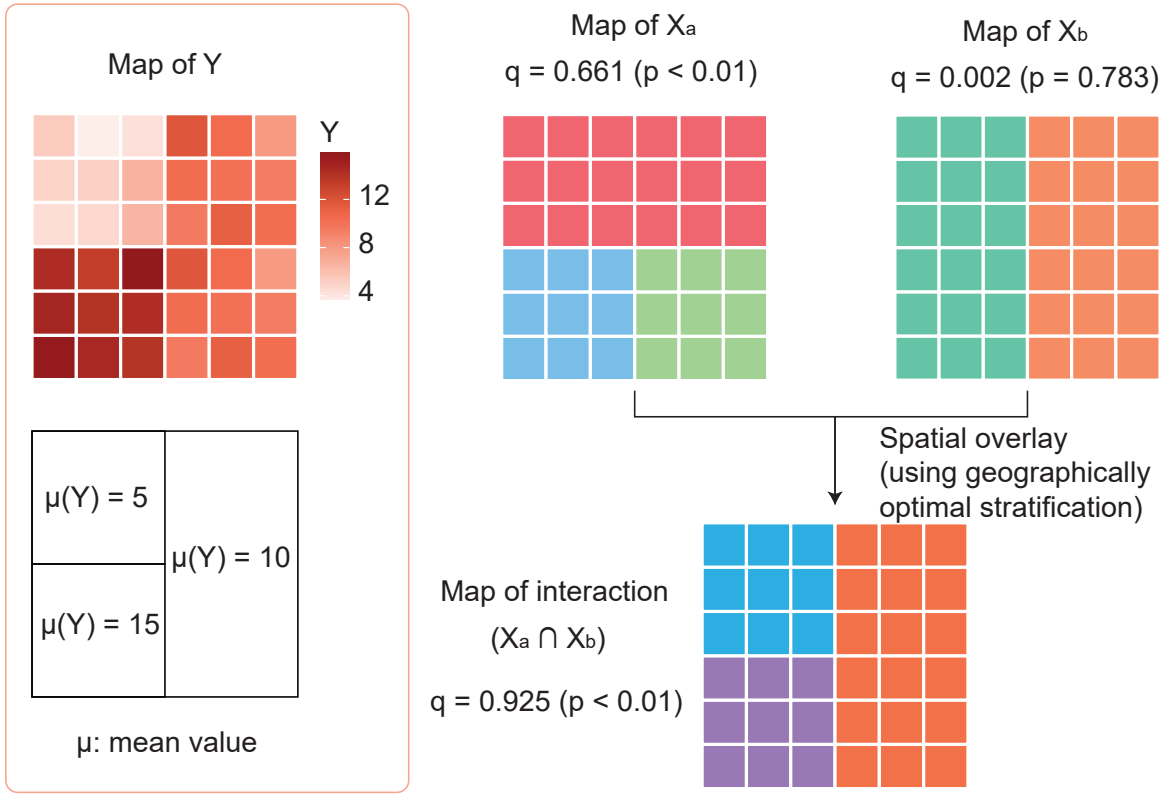 Map of Y
Y
12
8
4
μ(Y) = 5
μ(Y) = 10
μ(Y) = 15
μ: mean value
Map of Xa
q = 0.661 (p < 0.01)
Map of Xb
q = 0.002 (p = 0.783)
Spatial overlay
(using geographically
optimal stratification)
Map of interaction
(Xa ∩ Xb)
q = 0.925 (p < 0.01)